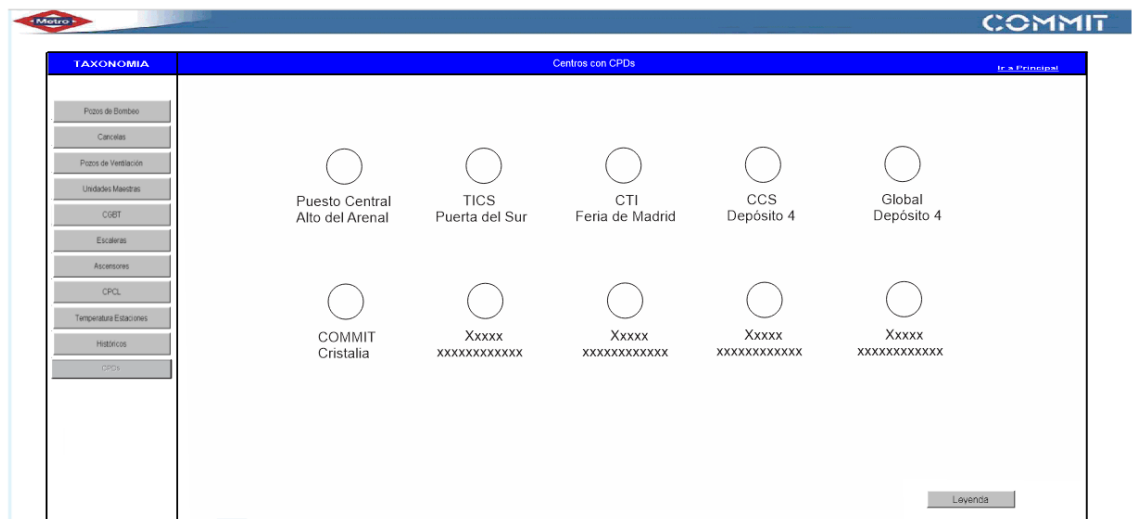 Metro
COMMIT
TAXONOMIA
Centros con CPDs
Ir a Principal
Pozos de Bombeo
Cancelas
Pozos de Ventilación
Unidades Maestras
CGBT
Escaleras
Ascensores
CPCL
Temperatura Estaciones
Históricos
CPDs
Puesto Central
Alto del Arenal
TICS
Puerta del Sur
CTI
Feria de Madrid
CCS
Depósito 4
Global
Depósito 4
COMMIT
Cristalia
Xxxxx
xxxxxxxxxxxx
Xxxxx
xxxxxxxxxxxx
Xxxxx
xxxxxxxxxxxx
Xxxxx
xxxxxxxxxxxx
Leyenda